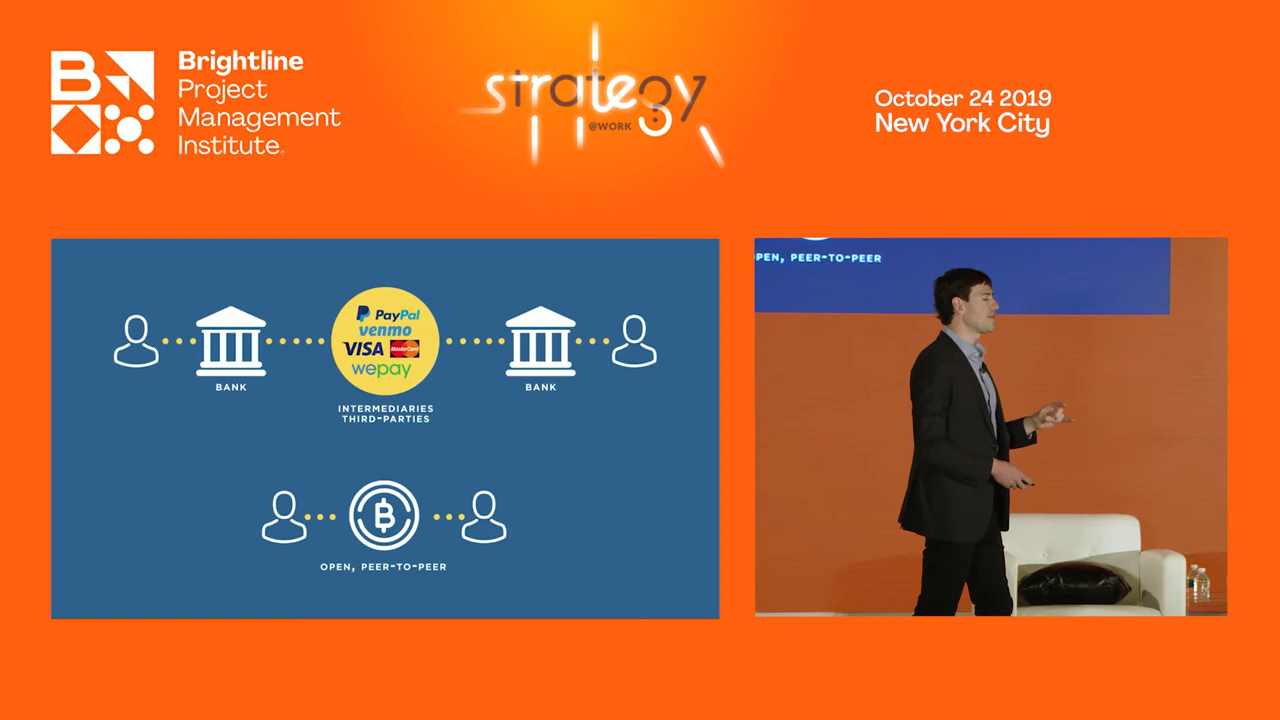 Brightline
Project
Management
Institute.
strategy
@WORK
October 24 2019
New York City
PayPal
venmo
VISA MasterCard
wepay
BANK
BANK
INTERMEDIARIES
THIRD-PARTIES
OPEN, PEER-TO-PEER
PEN, PEER-TO-PEER